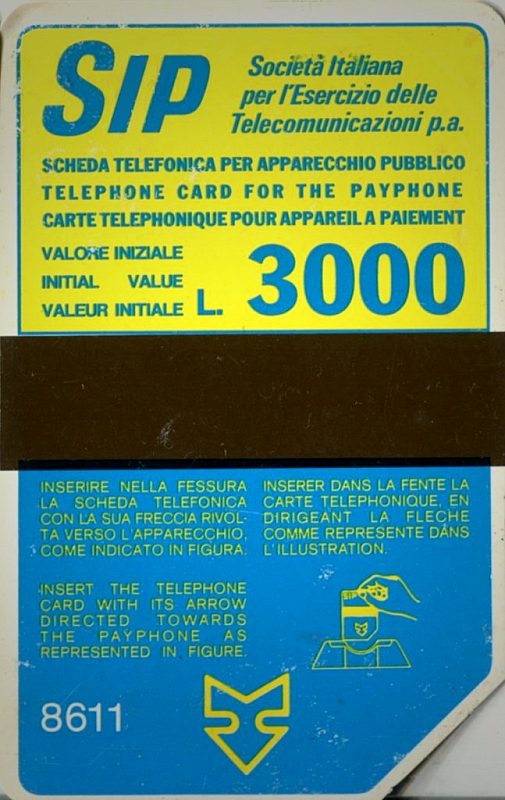 SIP
Società Italiana
per l'Esercizio delle
Telecomunicazioni p.a.
SCHEDA TELEFONICA PER APPARECCHIO PUBBLICO
TELEPHONE CARD FOR THE PAYPHONE
CARTE TELEPHONIQUE POUR APPAREIL A PAIEMENT
VALORE INIZIALE
INITIAL VALUE
VALEUR INITIALE L. 3000
INSERIRE NELLA FESSURA
LA SCHEDA TELEFONICA
CON LA SUA FRECCIA RIVOL-
TA VERSO L'APPARECCHIO,
COME INDICATO IN FIGURA.
INSERER DANS LA FENTE LA
CARTE TELEPHONIQUE, EN
DIRIGEANT LA FLECHE
COMME REPRESENTE DANS
L'ILLUSTRATION.
INSERT THE TELEPHONE
CARD WITH ITS ARROW
DIRECTED TOWARDS
THE PAYPHONE AS
REPRESENTED IN FIGURE.
SIP
8611